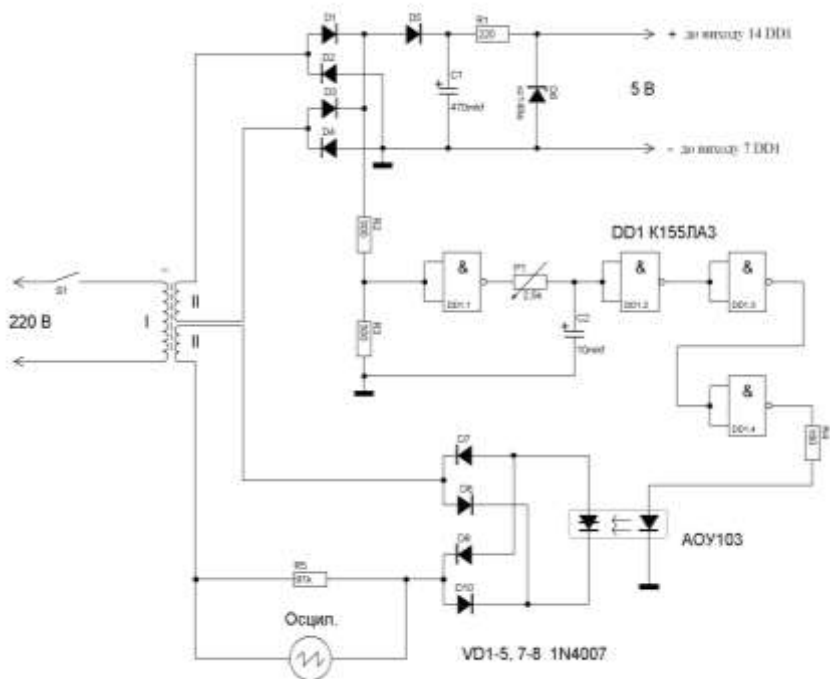 D1
D5
R1
220
+ до виходу 14 DD1
D2
D3
C1
470mkf
5 В
D4
- до виходу 7 DD1
R2
DD1 К155ЛА3
S1
I
II
&
DD1.1
P1
&
DD1.2
&
DD1.3
220 В
II
R3
C2
10mkf
&
DD1.4
R4
D7
АОУ103
R5
D10
Осцил.
VD1-5, 7-8 1N4007